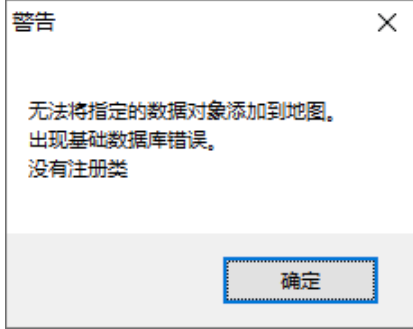 警告
无法将指定的数据对象添加到地图。
出现基础数据库错误。
没有注册类
确定